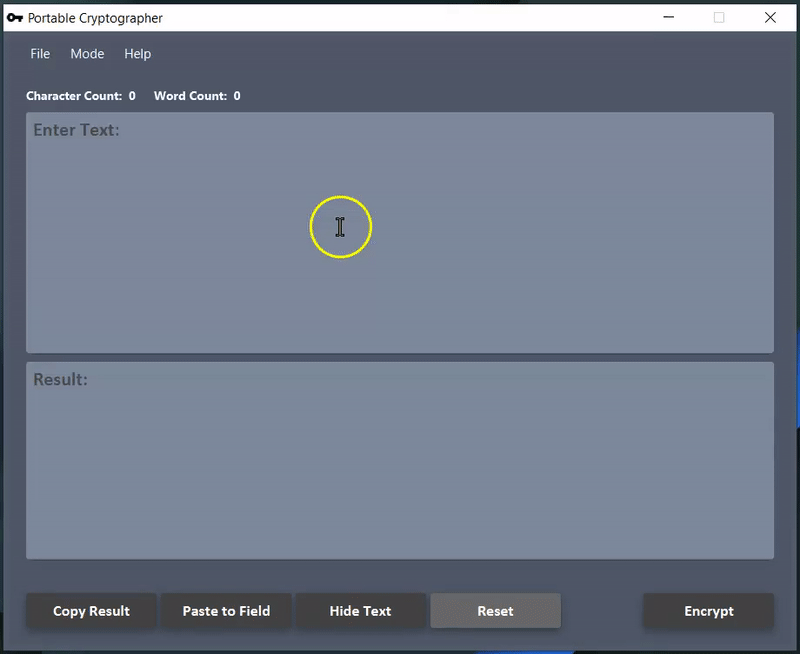 Portable Cryptographer
File Mode Help
Character Count: 0 Word Count: 0
Enter Text:
Result:
Copy Result Paste to Field Hide Text Reset Encrypt